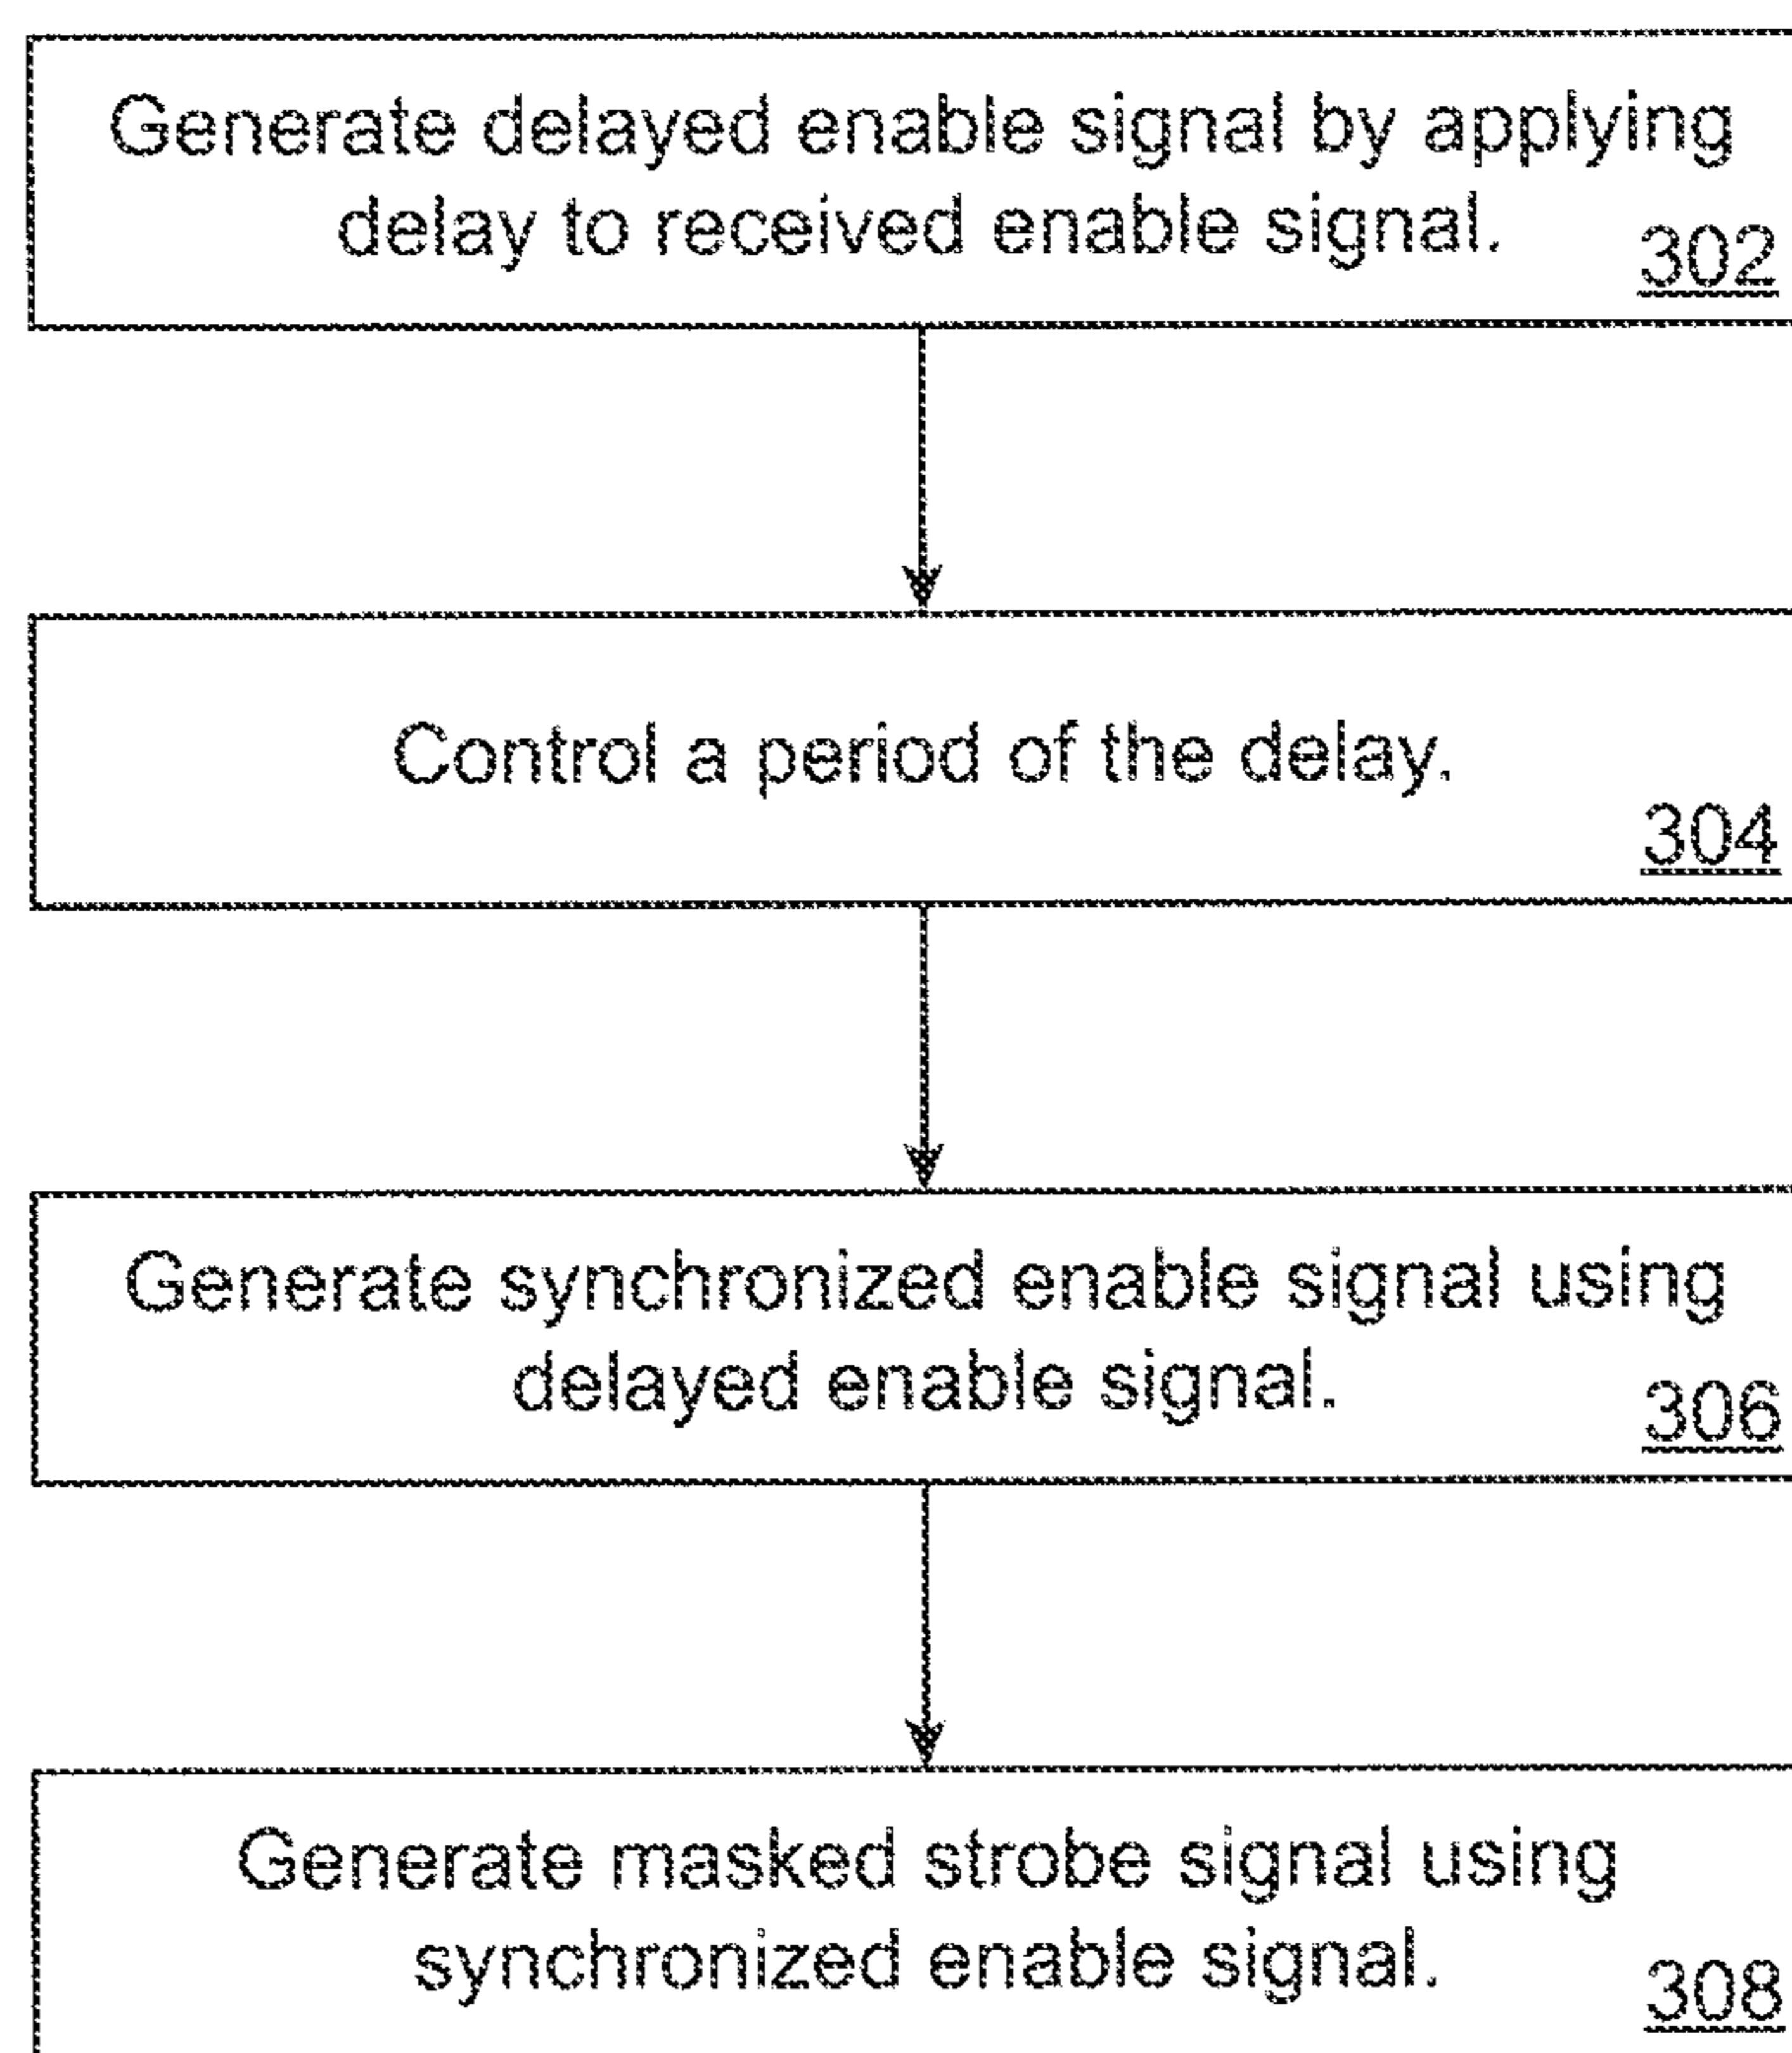 Generate delayed enable signal by applying
delay to received enable signal.
302
Control a period of the delay.
304
Generate synchronized enable signal using
delayed enable signal.
306
Generate masked strobe signal using
synchronized enable signal.
308